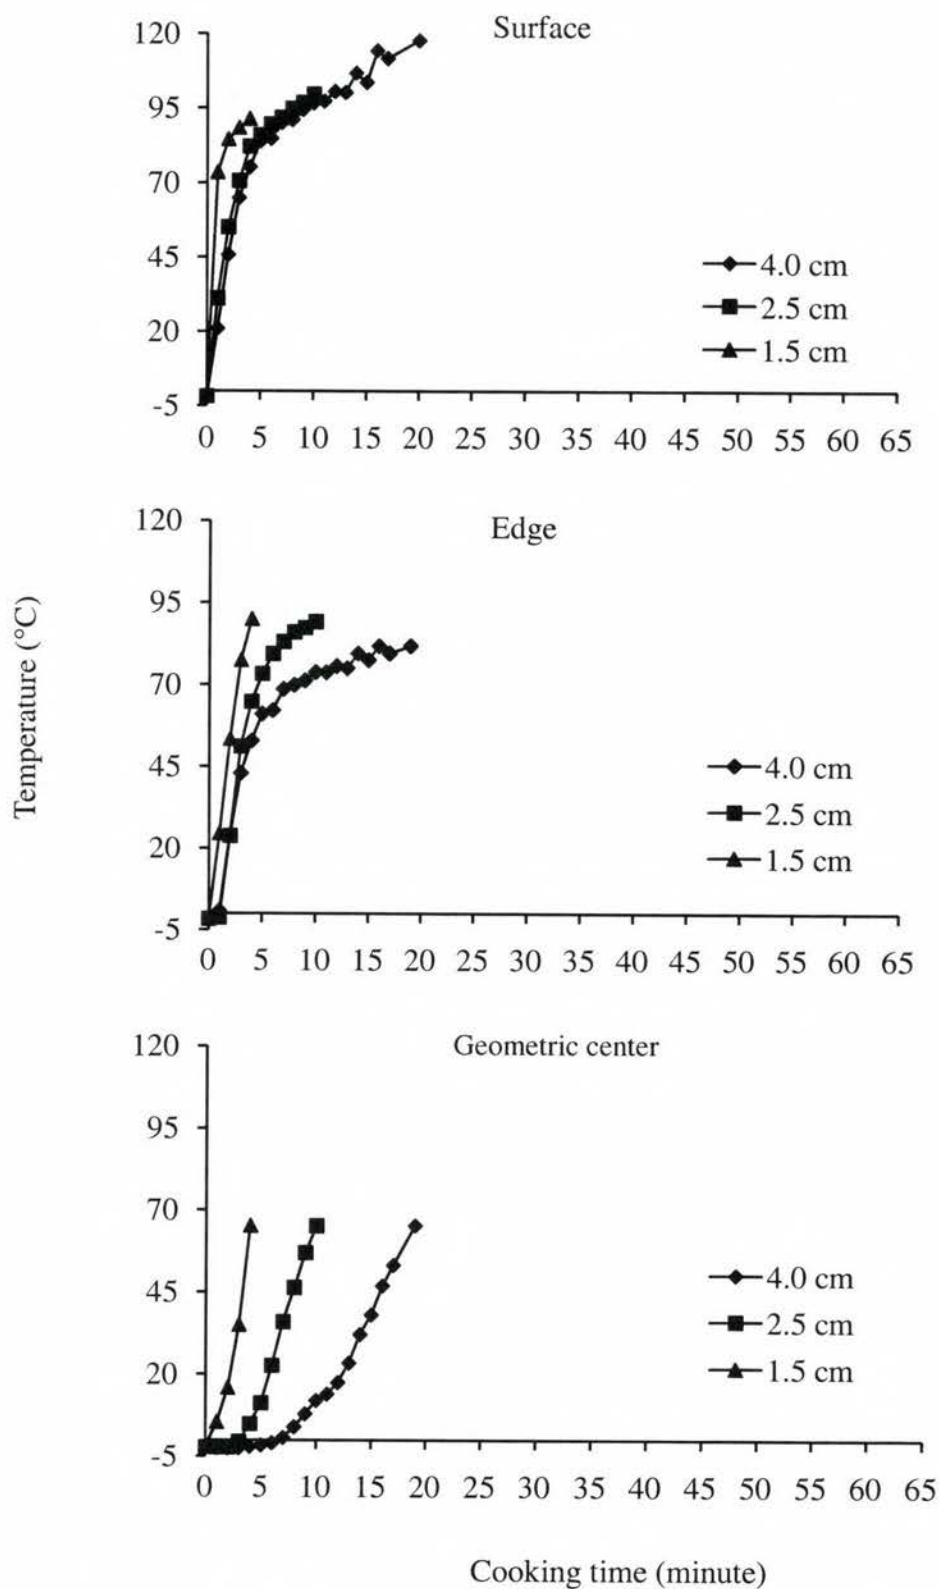 Surface
120
95
70
45
20
-5
4.0 cm
2.5 cm
1.5 cm
0 5 10 15 20 25 30 35 40 45 50 55 60 65
Temperature (°C)
Edge
120
95
70
45
20
-5
4.0 cm
2.5 cm
1.5 cm
0 5 10 15 20 25 30 35 40 45 50 55 60 65
Geometric center
120
95
70
45
20
-5
4.0 cm
2.5 cm
1.5 cm
0 5 10 15 20 25 30 35 40 45 50 55 60 65
Cooking time (minute)